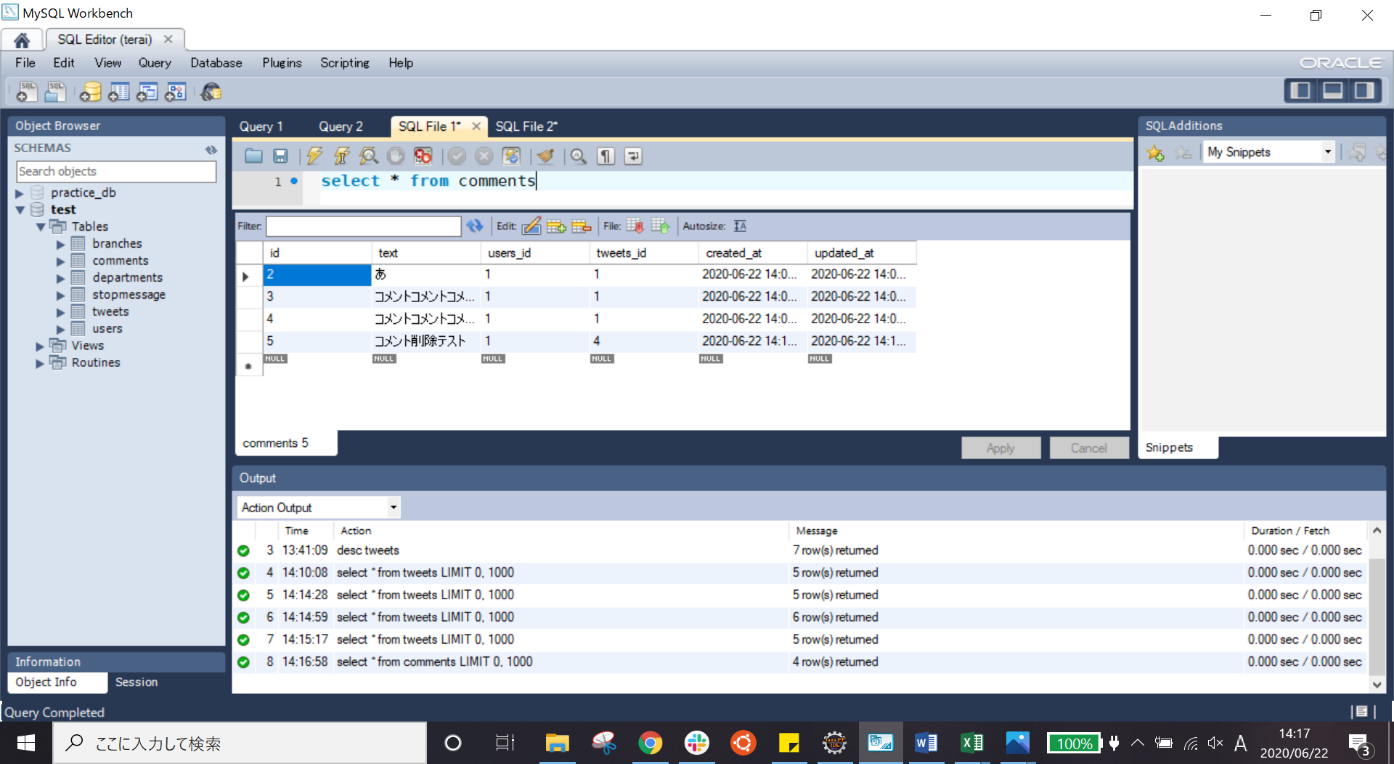 MySQL Workbench
SQL Editor (terai)
File Edit View Query Database Plugins Scripting Help
ORACLE
Object Browser
SCHEMAS
Search objects
practice_db
test
Tables
branches
comments
departments
stopmessage
tweets
users
Views
Routines
Query 1 Query 2 SQL File 1* SQL File 2*
1 select * from comments
Filter: Edit: File: Autosize:
id text users_id tweets_id created_at updated_at
2 あ 1 1 2020-06-22 14:0... 2020-06-22 14:0...
3 コメントコメントコメ... 1 1 2020-06-22 14:0... 2020-06-22 14:0...
4 コメントコメントコメ... 1 1 2020-06-22 14:0... 2020-06-22 14:0...
5 コメント削除テスト 1 4 2020-06-22 14:1... 2020-06-22 14:1...
NULL NULL NULL NULL NULL NULL
comments 5
Apply Cancel
SQLAdditions
My Snippets
Snippets
Output
Action Output
Time Action Message Duration / Fetch
3 13:41:09 desc tweets 7 row(s) returned 0.000 sec / 0.000 sec
4 14:10:08 select * from tweets LIMIT 0, 1000 5 row(s) returned 0.000 sec / 0.000 sec
5 14:14:28 select * from tweets LIMIT 0, 1000 5 row(s) returned 0.000 sec / 0.000 sec
6 14:14:59 select * from tweets LIMIT 0, 1000 6 row(s) returned 0.000 sec / 0.000 sec
7 14:15:17 select * from tweets LIMIT 0, 1000 5 row(s) returned 0.000 sec / 0.000 sec
8 14:16:58 select * from comments LIMIT 0, 1000 4 row(s) returned 0.000 sec / 0.000 sec
Information
Object Info Session
Query Completed
ここに入力して検索
100%
A
14:17
2020/06/22
3